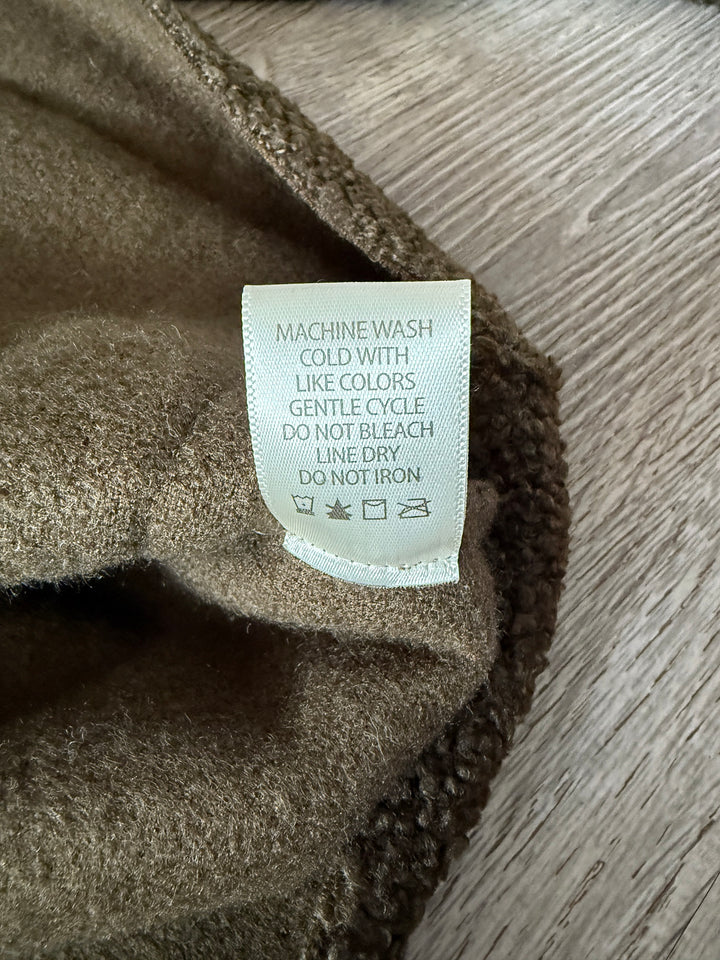 MACHINE WASH
COLD WITH
LIKE COLORS
GENTLE CYCLE
DO NOT BLEACH
LINE DRY
DO NOT IRON